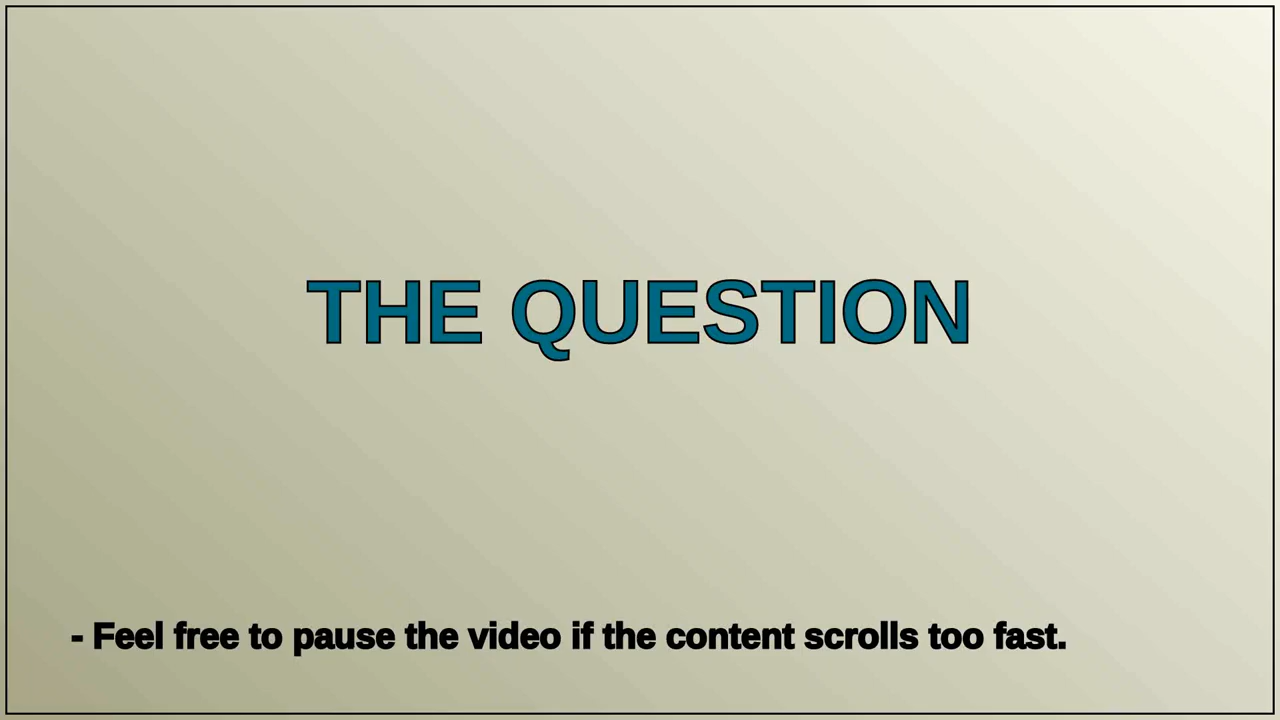 THE QUESTION
- Feel free to pause the video if the content scrolls too fast.